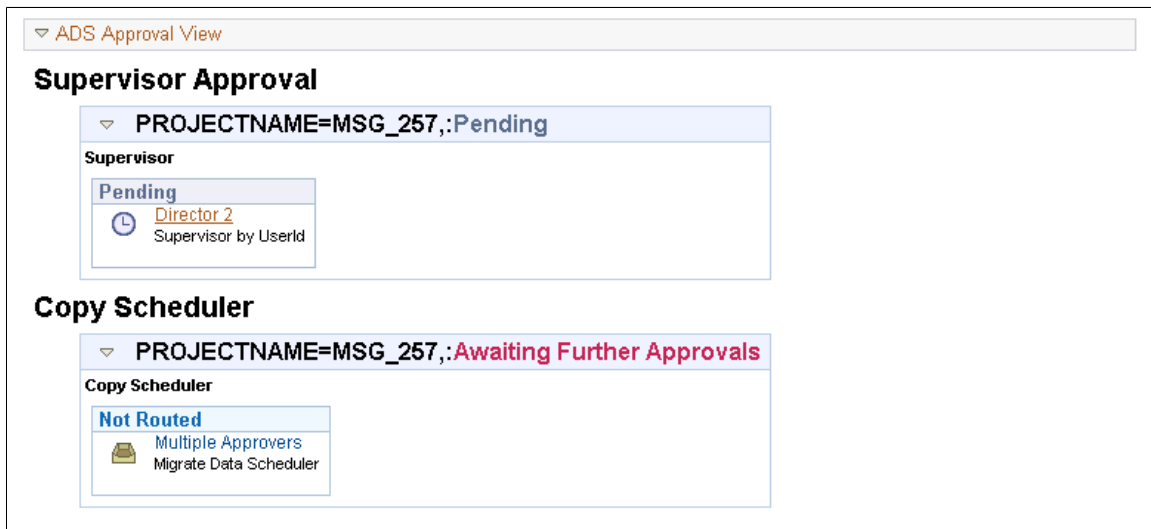 ADS Approval View
Supervisor Approval
PROJECTNAME=MSG_257,:Pending
Supervisor
Pending
Director 2
Supervisor by UserId
Copy Scheduler
PROJECTNAME=MSG_257,:Awaiting Further Approvals
Copy Scheduler
Not Routed
Multiple Approvers
Migrate Data Scheduler